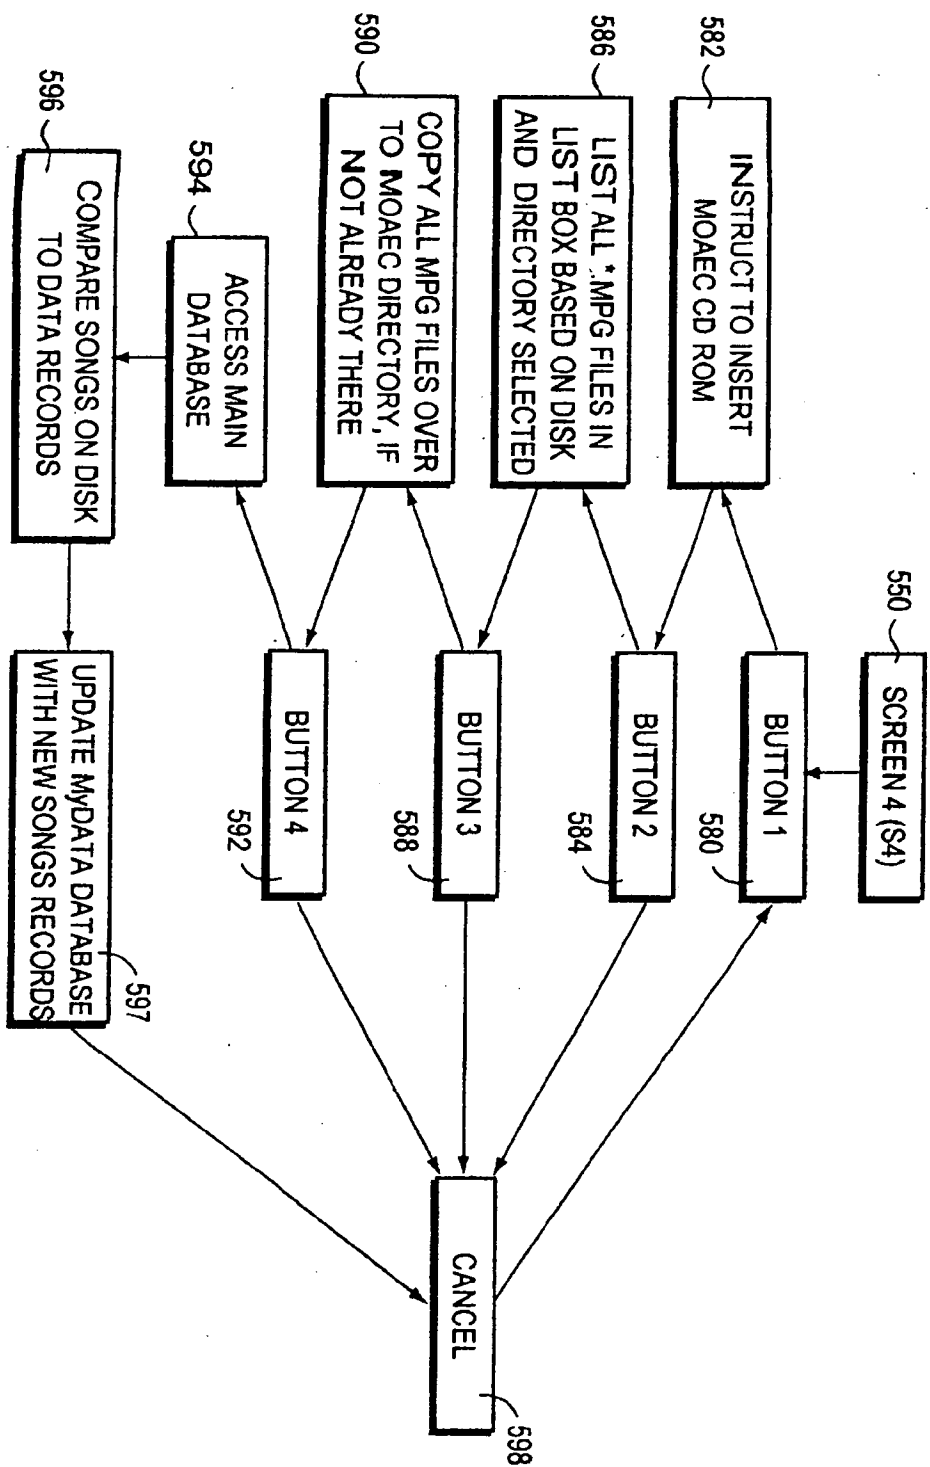 550
SCREEN 4 (S4)
582
INSTRUCT TO INSERT
MOAEC CD ROM
BUTTON 1
580
586
LIST ALL *.MPG FILES IN
LIST BOX BASED ON DISK
AND DIRECTORY SELECTED
BUTTON 2
584
590
COPY ALL MPG FILES OVER
TO MOAEC DIRECTORY, IF
NOT ALREADY THERE
BUTTON 3
588
CANCEL
598
594
ACCESS MAIN
DATABASE
BUTTON 4
592
596
COMPARE SONGS ON DISK
TO DATA RECORDS
UPDATE MyDATA DATABASE
WITH NEW SONGS RECORDS
597